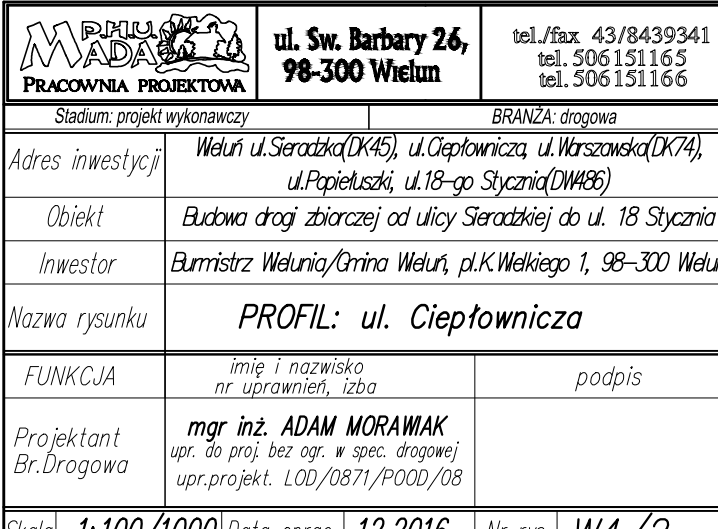 P.H.U.
MADA
PRACOWNIA PROJEKTOWA
ul. Sw. Barbary 26,
98-300 Wielun
tel./fax 43/8439341
tel. 506151165
tel. 506151166
Stadium: projekt wykonawczy
BRANŻA: drogowa
Adres inwestycji
Wieluń ul.Sieradzka(DK45), ul.Ciepłownicza, ul.Warszawska(DK74),
ul.Popiełuszki, ul.18-go Stycznia(DW486)
Obiekt
Budowa drogi zbiorczej od ulicy Sieradzkiej do ul. 18 Stycznia
Inwestor
Burmistrz Wielunia/Gmina Wieluń, pl.K.Wielkiego 1, 98-300 Wieluń
Nazwa rysunku
PROFIL: ul. Ciepłownicza
FUNKCJA
imię i nazwisko
nr uprawnień, izba
podpis
Projektant
Br.Drogowa
mgr inż. ADAM MORAWIAK
upr. do proj. bez ogr. w spec. drogowej
upr.projekt. LOD/0871/POOD/08
Skala
1:100/1000
Data oprac.
12.2016
Nr rys.